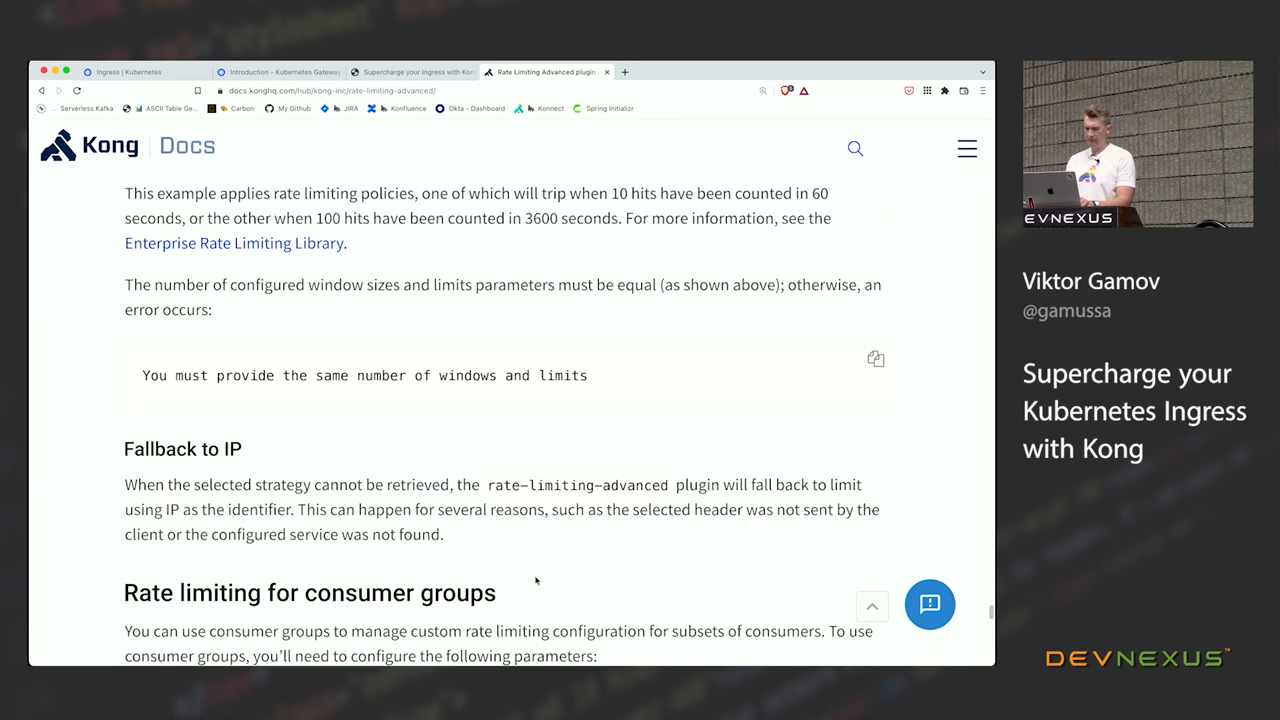 Ingress | Kubernetes
Introduction - Kubernetes Gateway
Supercharge your Ingress with Kon
Rate Limiting Advanced plugin
docs.konghq.com/hub/kong-inc/rate-limiting-advanced/
Serverless Kafka
ASCII Table Ge...
Carbon
My Github
JIRA
Konfluence
Okta - Dashboard
Konnect
Spring Initializr
Kong Docs
This example applies rate limiting policies, one of which will trip when 10 hits have been counted in 60
seconds, or the other when 100 hits have been counted in 3600 seconds. For more information, see the
Enterprise Rate Limiting Library.
The number of configured window sizes and limits parameters must be equal (as shown above); otherwise, an
error occurs:
You must provide the same number of windows and limits
Fallback to IP
When the selected strategy cannot be retrieved, the rate-limiting-advanced plugin will fall back to limit
using IP as the identifier. This can happen for several reasons, such as the selected header was not sent by the
client or the configured service was not found.
Rate limiting for consumer groups
You can use consumer groups to manage custom rate limiting configuration for subsets of consumers. To use
consumer groups, you'll need to configure the following parameters:
EVNEXUS
Viktor Gamov
@gamussa
Supercharge your
Kubernetes Ingress
with Kong
DEVNEXUS™